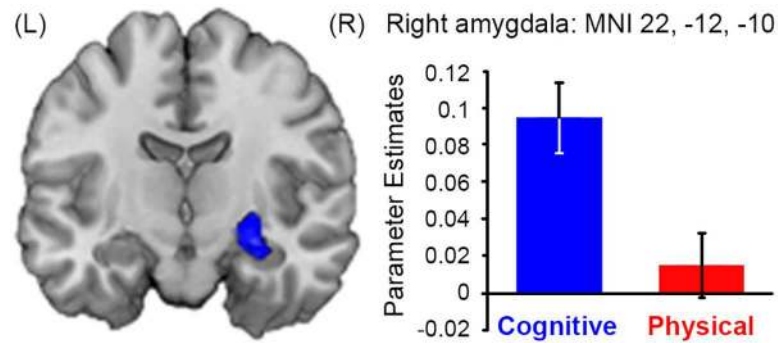 (L)
(R) Right amygdala: MNI 22, -12, -10
Parameter Estimates
0.12
0.1
0.08
0.06
0.04
0.02
0
-0.02
Cognitive Physical